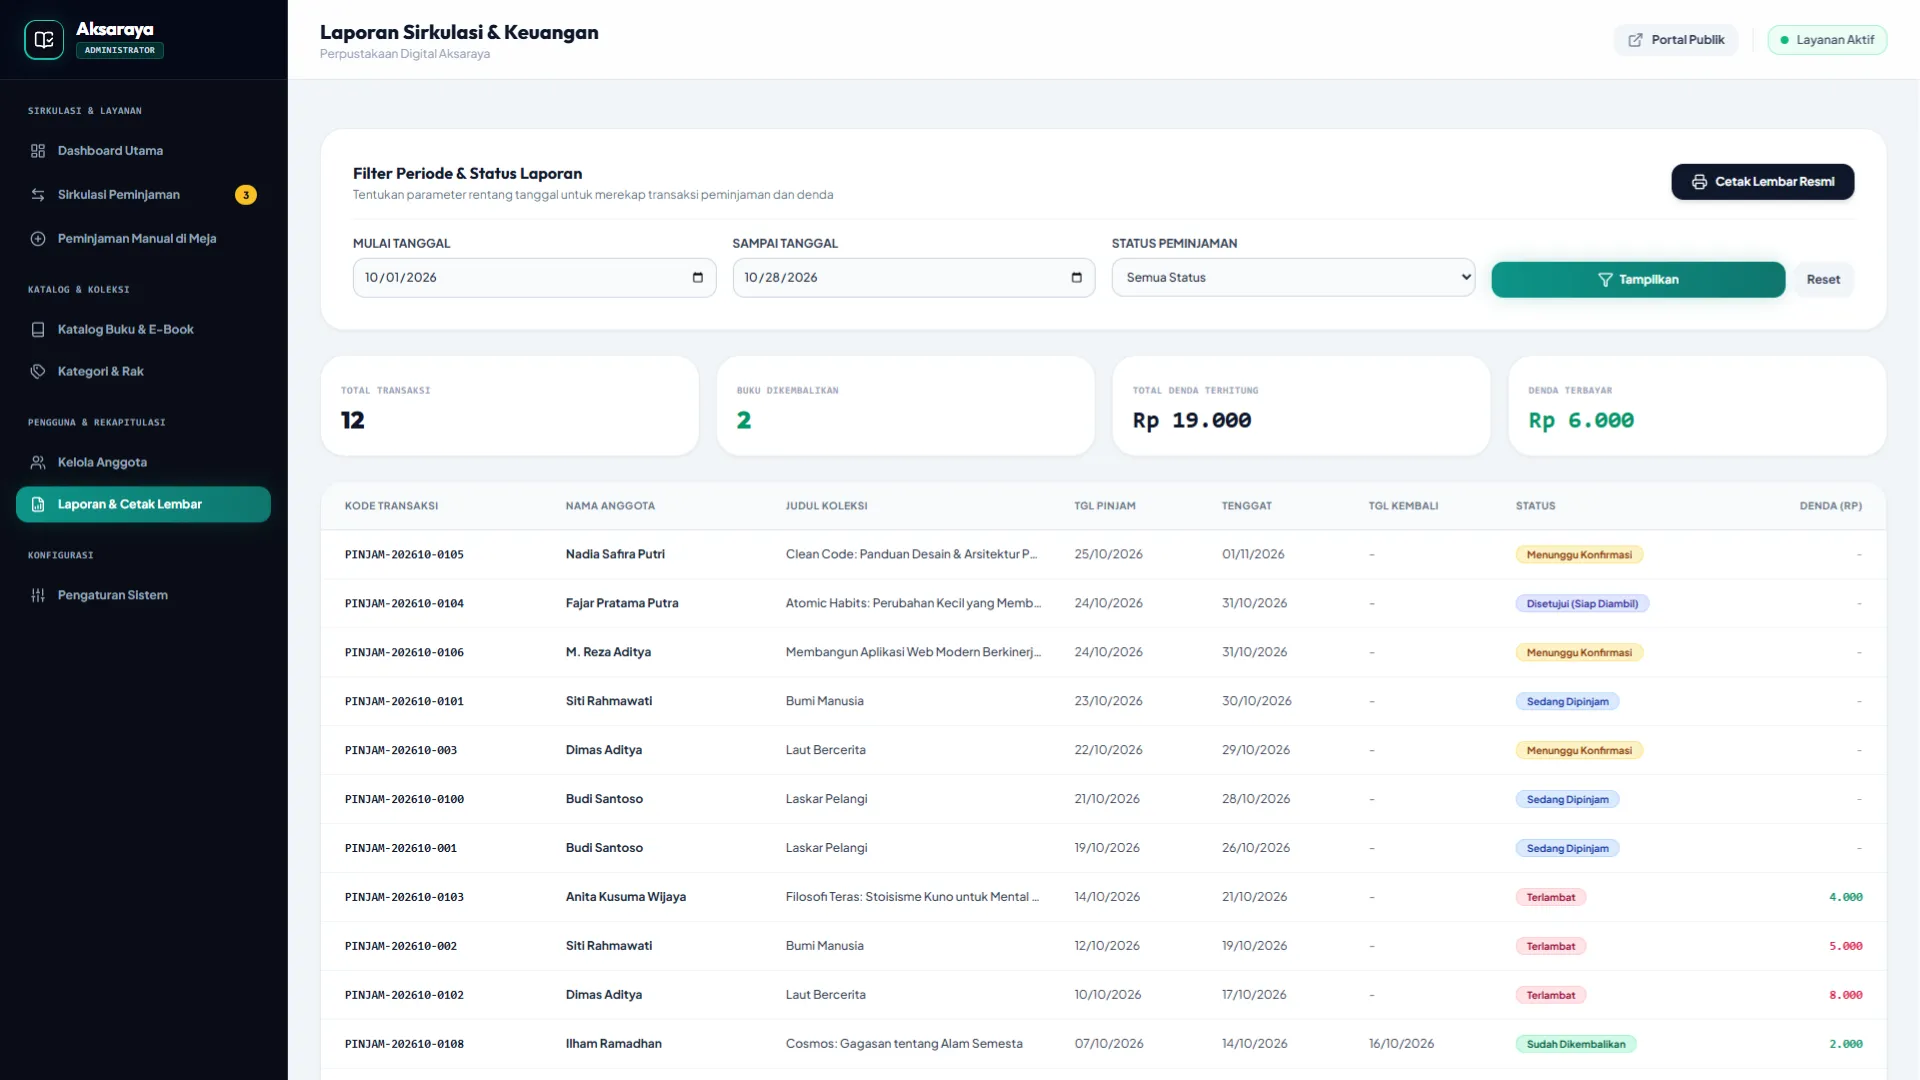 Aksaraya
ADMINISTRATOR
SIRKULASI & LAYANAN
Dashboard Utama
Sirkulasi Peminjaman 3
Peminjaman Manual di Meja
KATALOG & KOLEKSI
Katalog Buku & E-Book
Kategori & Rak
PENGGUNA & REKAPITULASI
Kelola Anggota
Laporan & Cetak Lembar
KONFIGURASI
Pengaturan Sistem
Laporan Sirkulasi & Keuangan
Perpustakaan Digital Aksaraya
Portal Publik
Layanan Aktif
Filter Periode & Status Laporan
Tentukan parameter rentang tanggal untuk merekap transaksi peminjaman dan denda
Cetak Lembar Resmi
MULAI TANGGAL SAMPAI TANGGAL STATUS PEMINJAMAN
10/01/2026 10/28/2026 Semua Status Tampilkan Reset
TOTAL TRANSAKSI BUKU DIKEMBALIKAN TOTAL DENDA TERHITUNG DENDA TERBAYAR
12 2 Rp 19.000 Rp 6.000
KODE TRANSAKSI NAMA ANGGOTA JUDUL KOLEKSI TGL PINJAM TENGGAT TGL KEMBALI STATUS DENDA (RP)
PINJAM-202610-0105 Nadia Safira Putri Clean Code: Panduan Desain & Arsitektur P... 25/10/2026 01/11/2026 - Menunggu Konfirmasi -
PINJAM-202610-0104 Fajar Pratama Putra Atomic Habits: Perubahan Kecil yang Memb... 24/10/2026 31/10/2026 - Disetujui (Siap Diambil) -
PINJAM-202610-0106 M. Reza Aditya Membangun Aplikasi Web Modern Berkinerj... 24/10/2026 31/10/2026 - Menunggu Konfirmasi -
PINJAM-202610-0101 Siti Rahmawati Bumi Manusia 23/10/2026 30/10/2026 - Sedang Dipinjam -
PINJAM-202610-003 Dimas Aditya Laut Bercerita 22/10/2026 29/10/2026 - Menunggu Konfirmasi -
PINJAM-202610-0100 Budi Santoso Laskar Pelangi 21/10/2026 28/10/2026 - Sedang Dipinjam -
PINJAM-202610-001 Budi Santoso Laskar Pelangi 19/10/2026 26/10/2026 - Sedang Dipinjam -
PINJAM-202610-0103 Anita Kusuma Wijaya Filosofi Teras: Stoisisme Kuno untuk Mental ... 14/10/2026 21/10/2026 - Terlambat 4.000
PINJAM-202610-002 Siti Rahmawati Bumi Manusia 12/10/2026 19/10/2026 - Terlambat 5.000
PINJAM-202610-0102 Dimas Aditya Laut Bercerita 10/10/2026 17/10/2026 - Terlambat 8.000
PINJAM-202610-0108 Ilham Ramadhan Cosmos: Gagasan tentang Alam Semesta 07/10/2026 14/10/2026 16/10/2026 Sudah Dikembalikan 2.000